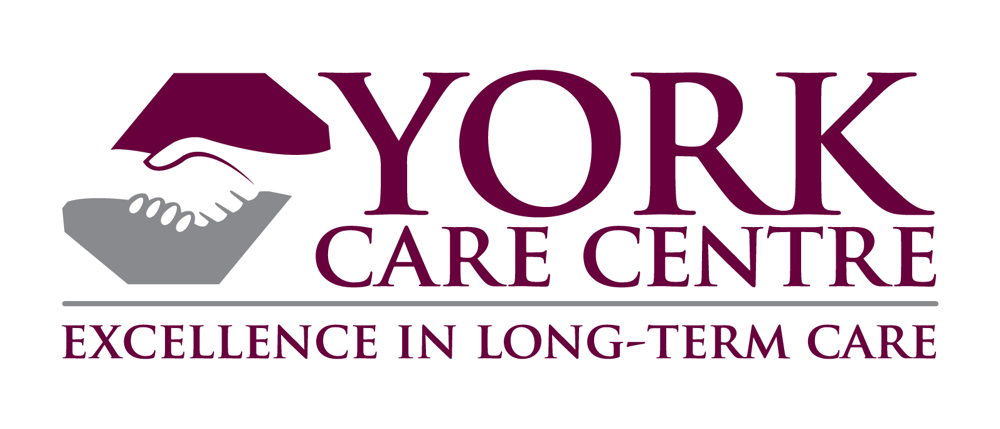 YORK
CARE CENTRE
EXCELLENCE IN LONG-TERM CARE